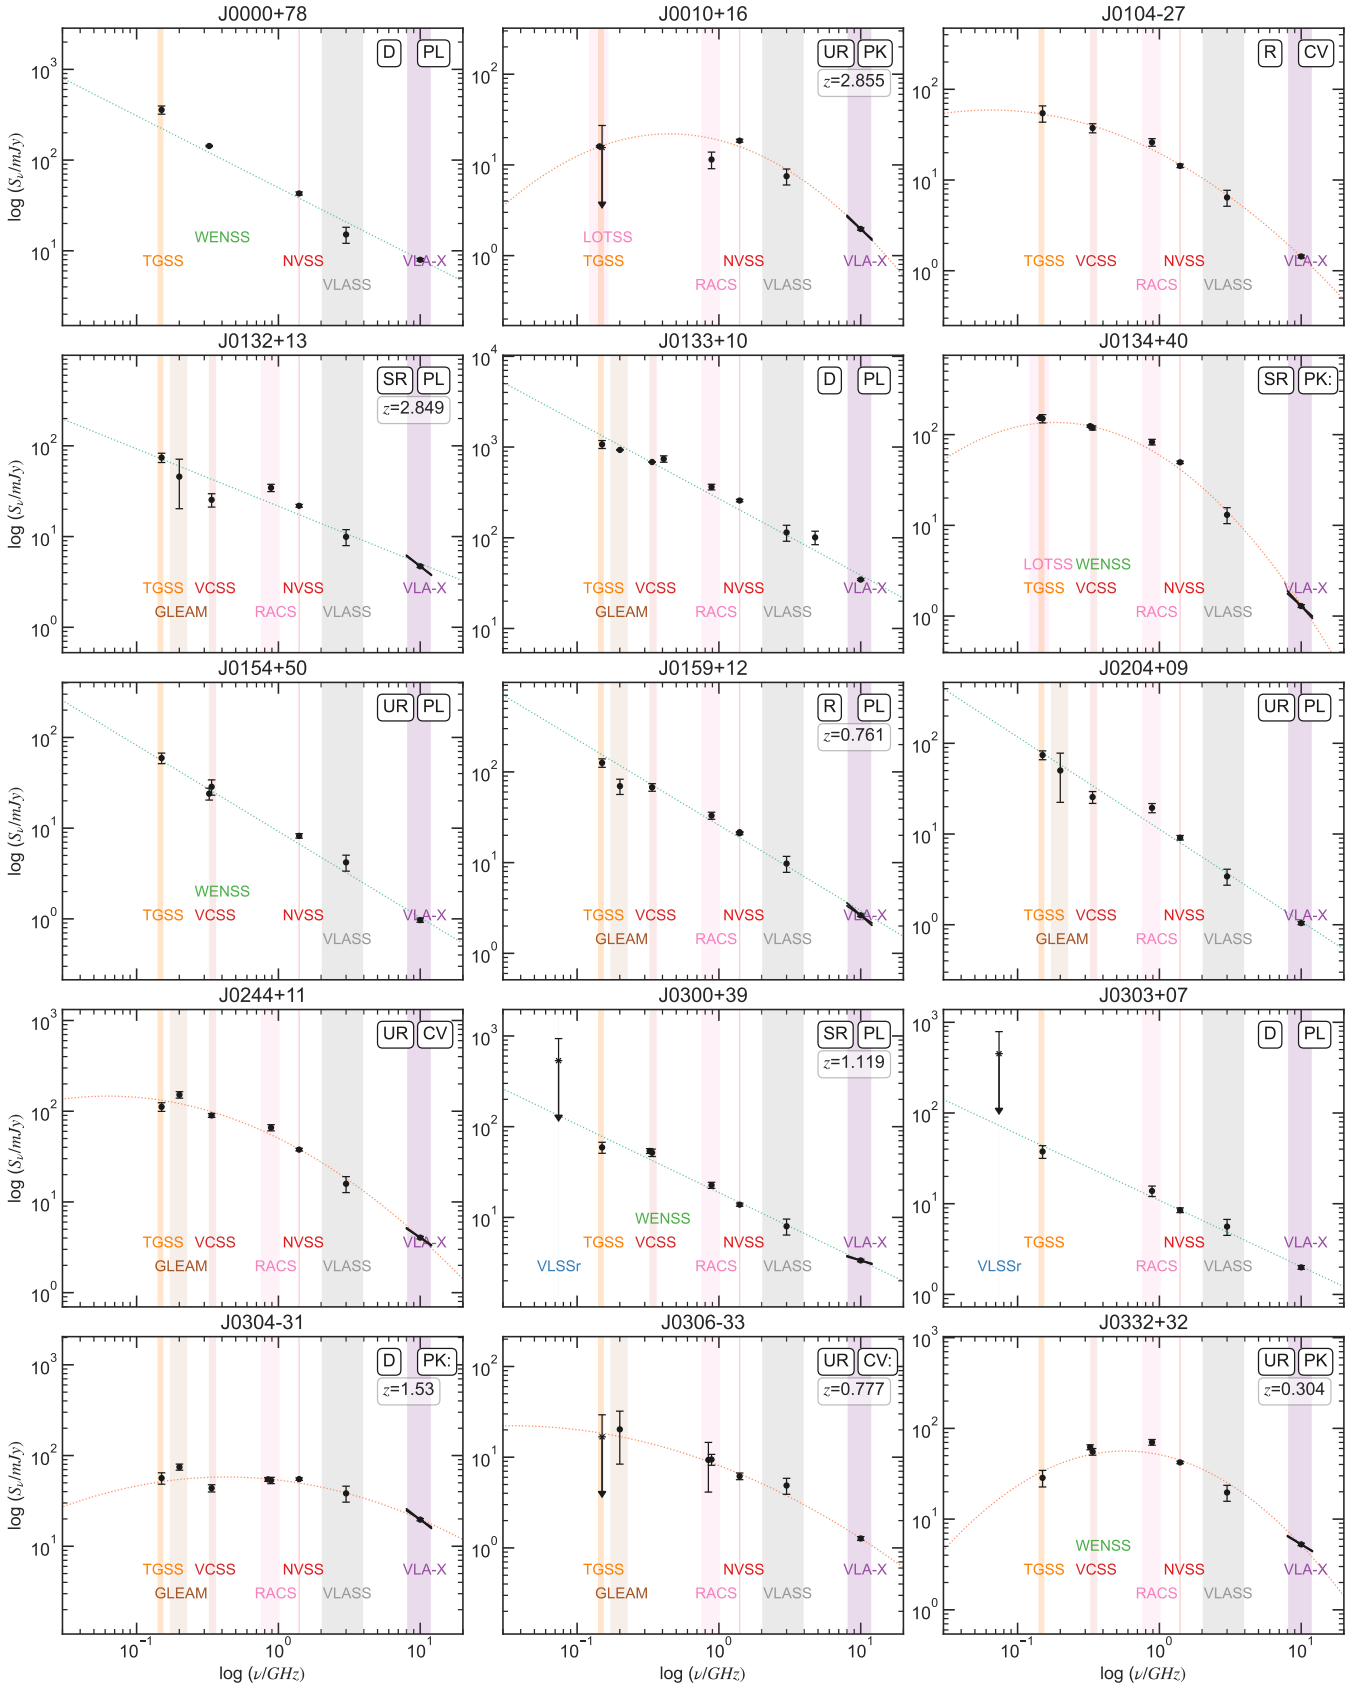 J0000+78
J0010+16
J0104-27
D PL
UR PK
z=2.855
R CV
log (Sν/mJy)
10³
10²
10¹
10²
10¹
10⁰
10²
10¹
10⁰
WENSS
TGSS NVSS VLA-X
VLASS
LOTSS
TGSS NVSS VLA-X
RACS VLASS
TGSS VCSS NVSS VLA-X
RACS VLASS
J0132+13
J0133+10
J0134+40
SR PL
z=2.849
D PL
SR PK:
log (Sν/mJy)
10²
10¹
10⁰
10⁴
10³
10²
10¹
10²
10¹
10⁰
TGSS VCSS NVSS VLA-X
GLEAM RACS VLASS
TGSS VCSS NVSS VLA-X
GLEAM RACS VLASS
LOTSS WENSS
TGSS VCSS NVSS VLA-X
RACS VLASS
J0154+50
J0159+12
J0204+09
UR PL
R PL
z=0.761
UR PL
log (Sν/mJy)
10²
10¹
10⁰
10²
10¹
10⁰
10²
10¹
10⁰
WENSS
TGSS VCSS NVSS VLA-X
VLASS
TGSS VCSS NVSS VLA-X
GLEAM RACS VLASS
TGSS VCSS NVSS VLA-X
GLEAM RACS VLASS
J0244+11
J0300+39
J0303+07
UR CV
SR PL
z=1.119
D PL
log (Sν/mJy)
10³
10²
10¹
10⁰
10³
10²
10¹
10³
10²
10¹
10⁰
TGSS VCSS NVSS VLA-X
GLEAM RACS VLASS
WENSS
TGSS VCSS NVSS VLA-X
VLSSr RACS VLASS
TGSS NVSS VLA-X
VLSSr RACS VLASS
J0304-31
J0306-33
J0332+32
D PK:
z=1.53
UR CV:
z=0.777
UR PK
z=0.304
log (Sν/mJy)
10³
10²
10¹
10²
10¹
10⁰
10³
10²
10¹
10⁰
TGSS VCSS NVSS VLA-X
GLEAM RACS VLASS
TGSS NVSS VLA-X
GLEAM RACS VLASS
WENSS
TGSS VCSS NVSS VLA-X
RACS VLASS
10⁻¹ 10⁰ 10¹
10⁻¹ 10⁰ 10¹
10⁻¹ 10⁰ 10¹
log (ν/GHz)
log (ν/GHz)
log (ν/GHz)